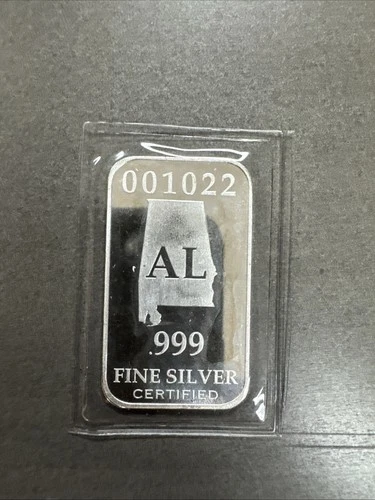 001022
AL
.999
FINE SILVER
CERTIFIED